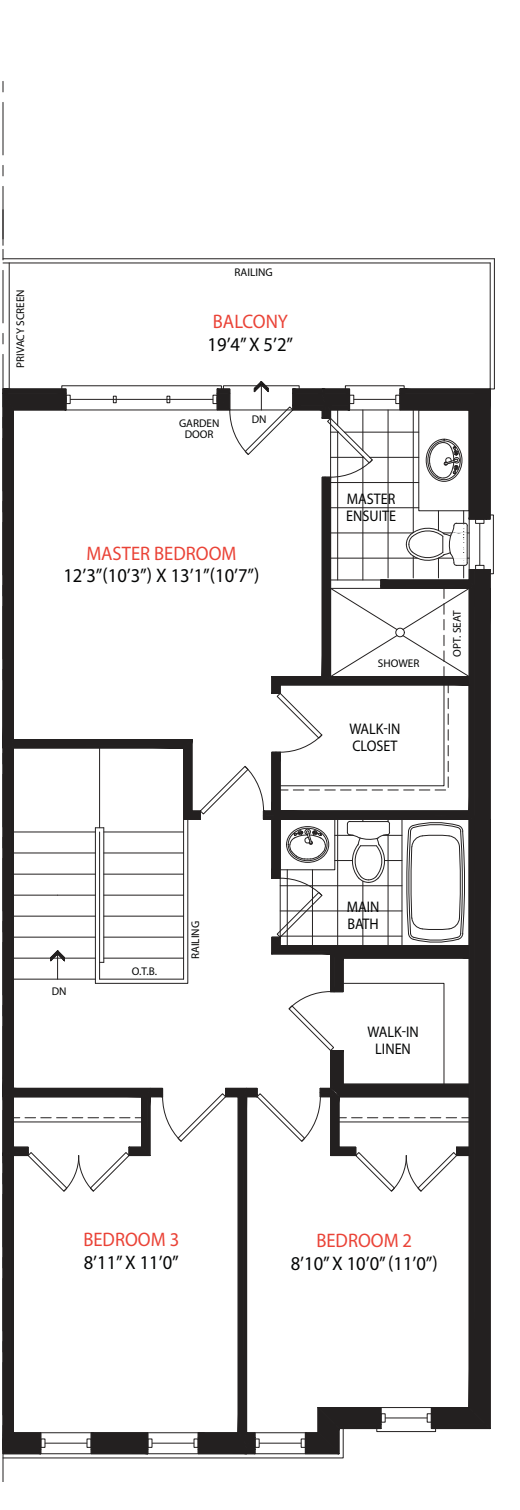 RAILING
PRIVACY SCREEN
BALCONY
19'4" X 5'2"
GARDEN
DOOR
DN
MASTER
ENSUITE
MASTER BEDROOM
12'3"(10'3") X 13'1"(10'7")
OPT. SEAT
SHOWER
WALK-IN
CLOSET
MAIN
BATH
RAILING
O.T.B.
DN
WALK-IN
LINEN
BEDROOM 3
8'11" X 11'0"
BEDROOM 2
8'10" X 10'0" (11'0")